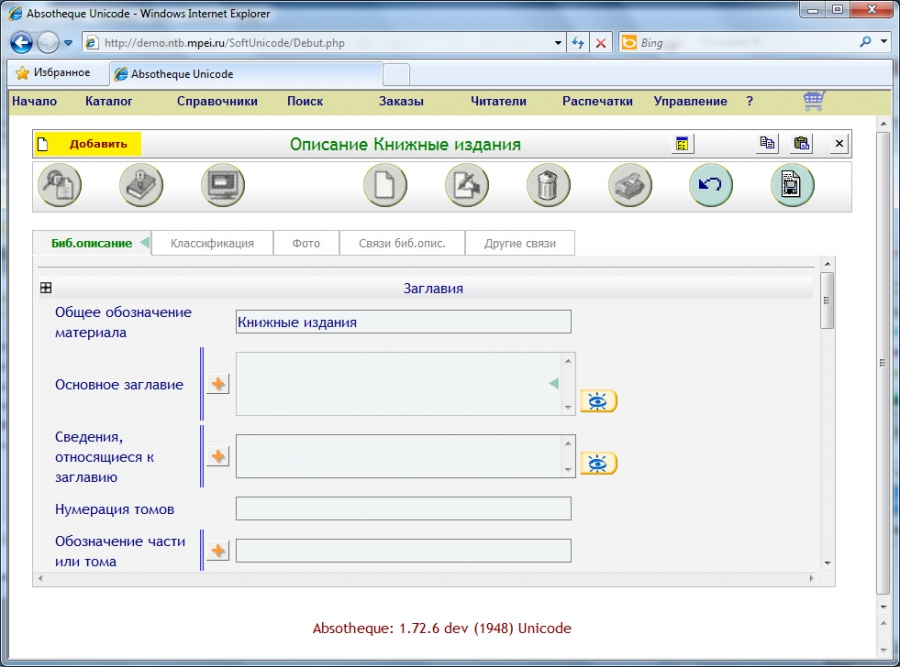 Absotheque Unicode - Windows Internet Explorer
http://demo.ntb.mpei.ru/SoftUnicode/Debut.php
Bing
Избранное
Absotheque Unicode
Начало Каталог Справочники Поиск Заказы Читатели Распечатки Управление ?
Добавить
Описание Книжные издания
Биб.описание Классификация Фото Связи биб.опис. Другие связи
Заглавия
Общее обозначение
материала
Книжные издания
Основное заглавие
Сведения,
относящиеся к
заглавию
Нумерация томов
Обозначение части
или тома
Absotheque: 1.72.6 dev (1948) Unicode